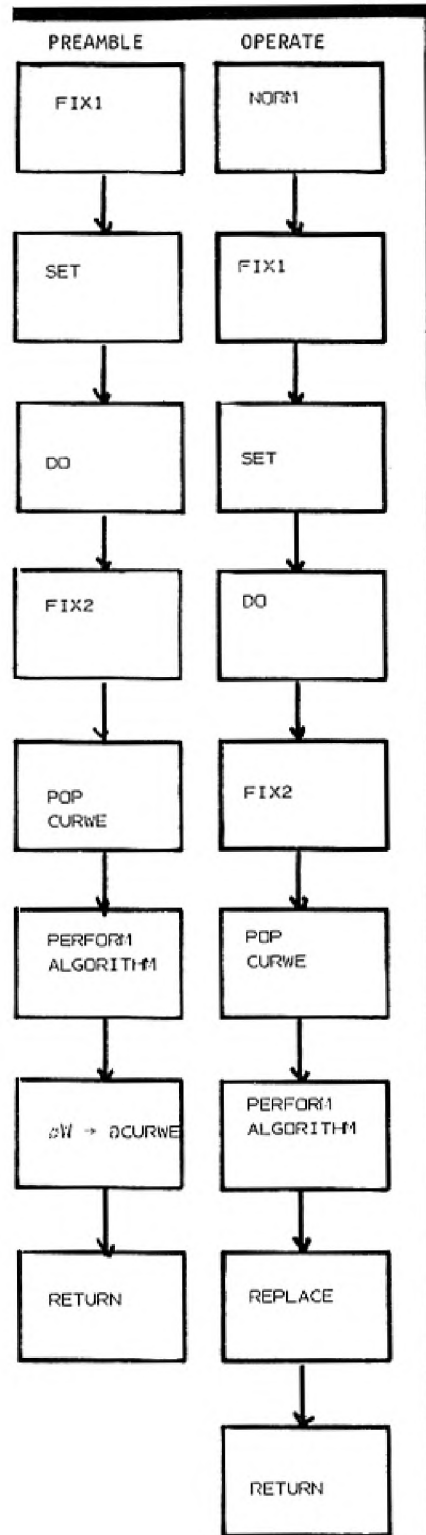 PREAMBLE
FIX1
SET
DO
FIX2
POP
CURWE
PERFORM
ALGORITHM
→ ∂CURWE
RETURN
OPERATE
NORM
FIX1
SET
DO
FIX2
POP
CURWE
PERFORM
ALGORITHM
REPLACE
RETURN